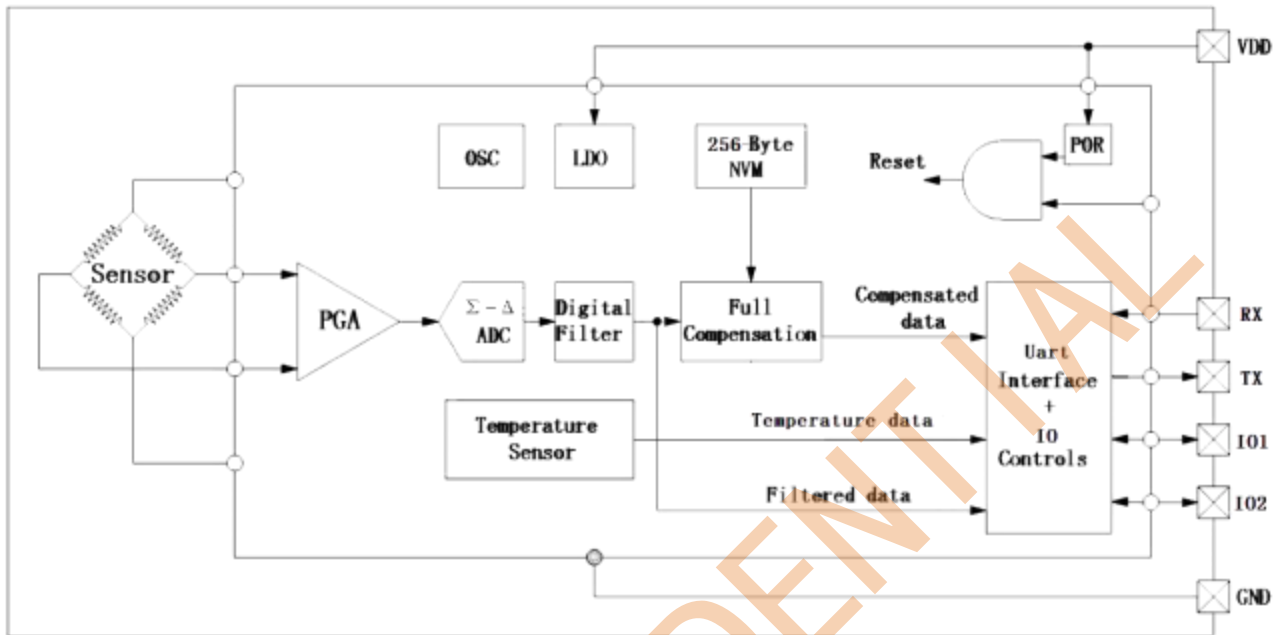 VDD
OSC
LDO
256-Byte
NVM
POR
Reset
Sensor
PGA
Σ-Δ
ADC
Digital
Filter
Full
Compensation
Compensated
data
Uart
Interface
+
IO
Controls
RX
TX
IO1
IO2
Temperature
Sensor
Temperature data
Filtered data
GND
DENTIAL